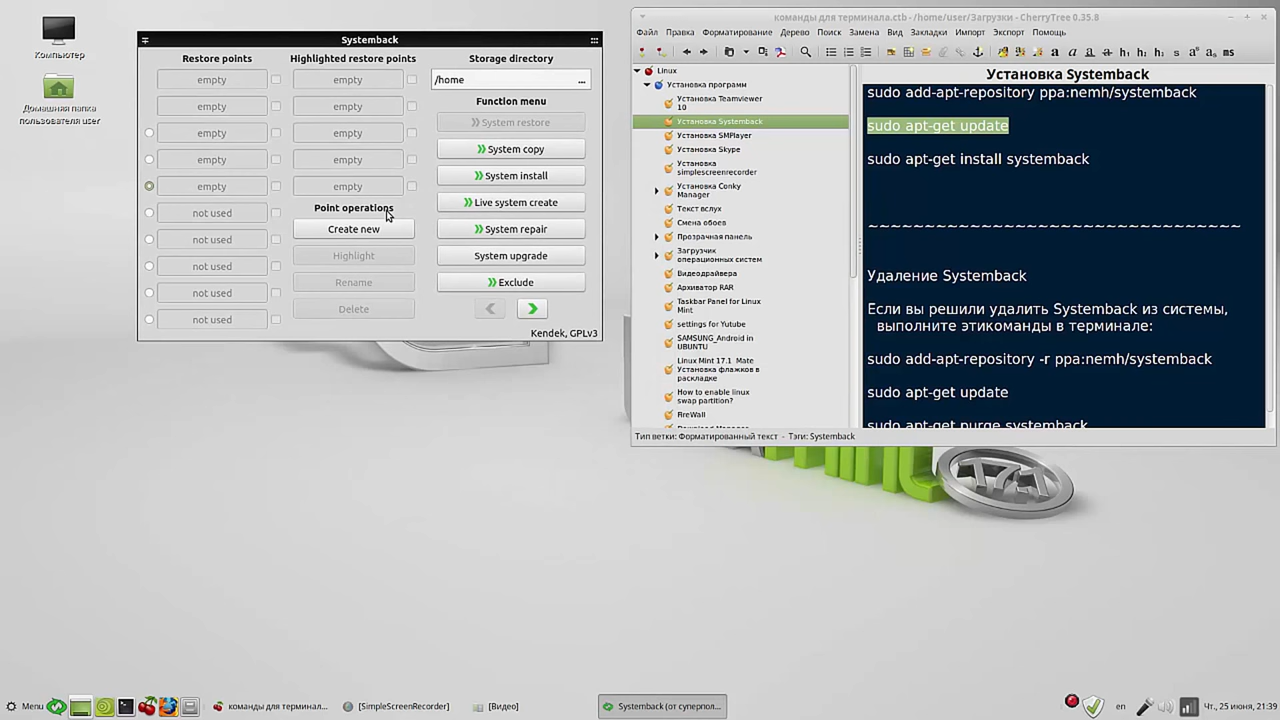 Компьютер
Домашняя папка
пользователя user
Systemback
Restore points
Highlighted restore points
Storage directory
empty
empty
/home
...
Function menu
empty
empty
System restore
empty
empty
System copy
empty
empty
System install
empty
empty
Live system create
not used
Point operations
Create new
System repair
not used
Highlight
System upgrade
not used
Rename
Exclude
not used
Delete
not used
Kendek, GPLv3
команды для терминала.ctb - /home/user/Загрузки - CherryTree 0.35.8
Файл Правка Форматирование Дерево Поиск Замена Вид Закладки Импорт Экспорт Помощь
Linux
Установка программ
Установка Teamviewer
10
Установка Systemback
Установка SMPlayer
Установка Skype
Установка
simplescreenrecorder
Установка Conky
Manager
Текст вслух
Смена обоев
Прозрачная панель
Загрузчик
операционных систем
Видеодрайвера
Архиватор RAR
Taskbar Panel for Linux
Mint
settings for Yutube
SAMSUNG_Android in
UBUNTU
Linux Mint 17.1 Mate
Установка флажков в
раскладке
How to enable linux
swap partition?
RreWall
Установка Systemback
sudo add-apt-repository ppa:nemh/systemback
sudo apt-get update
sudo apt-get install systemback
~~~~~~~~~~~~~~~~~~~~~~~~~~~~~~~~~
Удаление Systemback
Если вы решили удалить Systemback из системы,
выполните этикоманды в терминале:
sudo add-apt-repository -r ppa:nemh/systemback
sudo apt-get update
sudo apt-get purge systemback
Тип ветки: Форматированный текст - Тэги: Systemback
17.1
Menu
команды для терминал...
[SimpleScreenRecorder]
[Видео]
Systemback (от суперпол...
en
Чт, 25 июня, 21:39